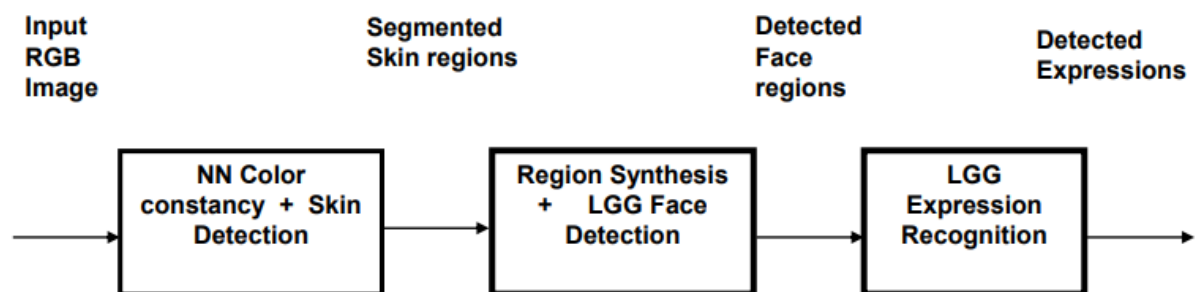 Input
RGB
Image
Segmented
Skin regions
Detected
Face
regions
Detected
Expressions
NN Color
constancy + Skin
Detection
Region Synthesis
+ LGG Face
Detection
LGG
Expression
Recognition